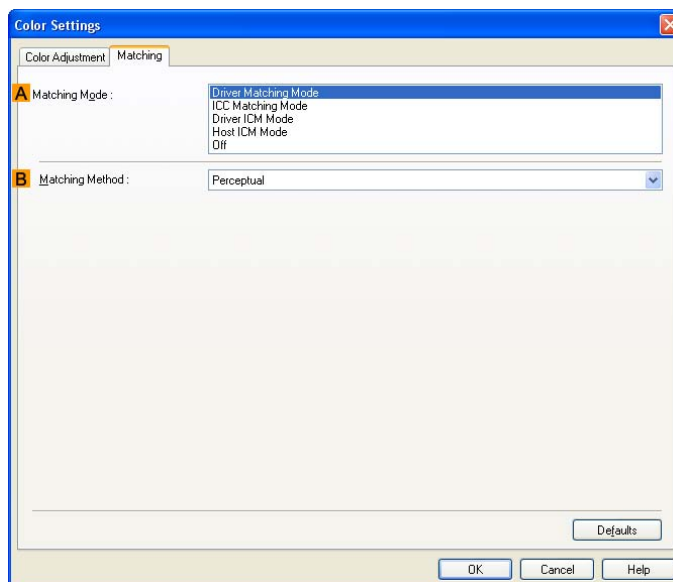 Color Settings
Color Adjustment Matching
A Matching Mode : Driver Matching Mode
ICC Matching Mode
Driver ICM Mode
Host ICM Mode
Off
B Matching Method : Perceptual
Defaults
OK Cancel Help